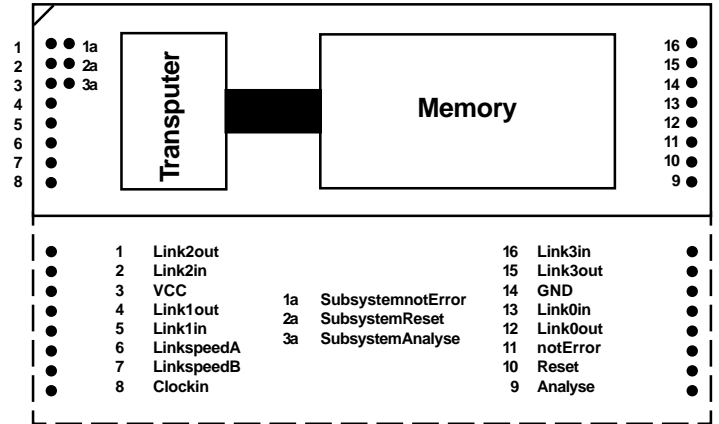 1 1a 16
2 2a 15
3 3a 14
4 13
5 12
6 11
7 10
8 9
Transputer
Memory
1 Link2out
2 Link2in
3 VCC
4 Link1out
5 Link1in
6 LinkspeedA
7 LinkspeedB
8 Clockin
1a SubsystemnotError
2a SubsystemReset
3a SubsystemAnalyse
16 Link3in
15 Link3out
14 GND
13 Link0in
12 Link0out
11 notError
10 Reset
9 Analyse